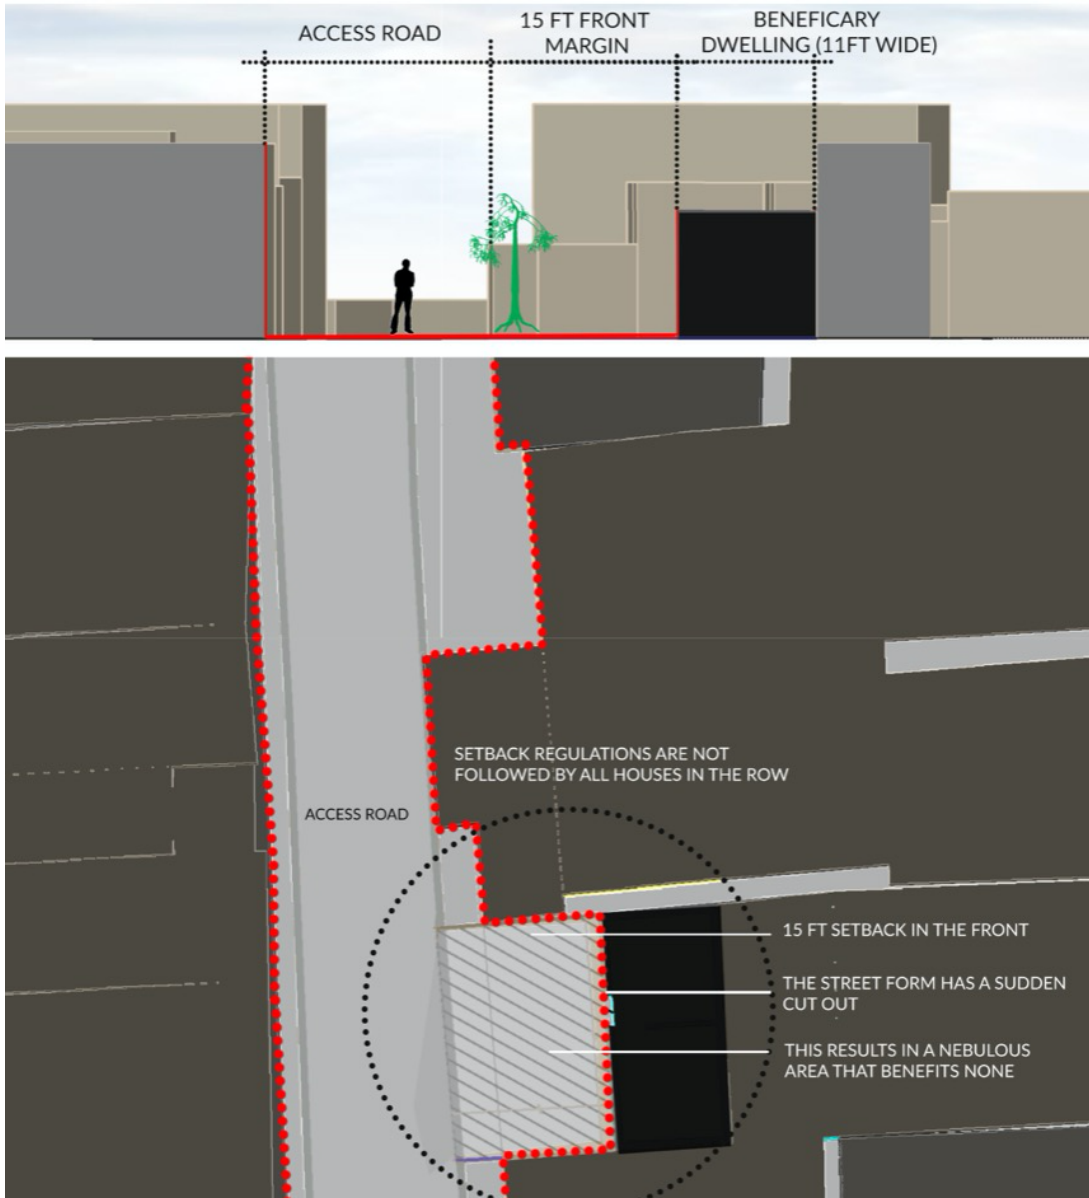 ACCESS ROAD
15 FT FRONT
MARGIN
BENEFICARY
DWELLING (11FT WIDE)
SETBACK REGULATIONS ARE NOT
FOLLOWED BY ALL HOUSES IN THE ROW
ACCESS ROAD
15 FT SETBACK IN THE FRONT
THE STREET FORM HAS A SUDDEN
CUT OUT
THIS RESULTS IN A NEBULOUS
AREA THAT BENEFITS NONE